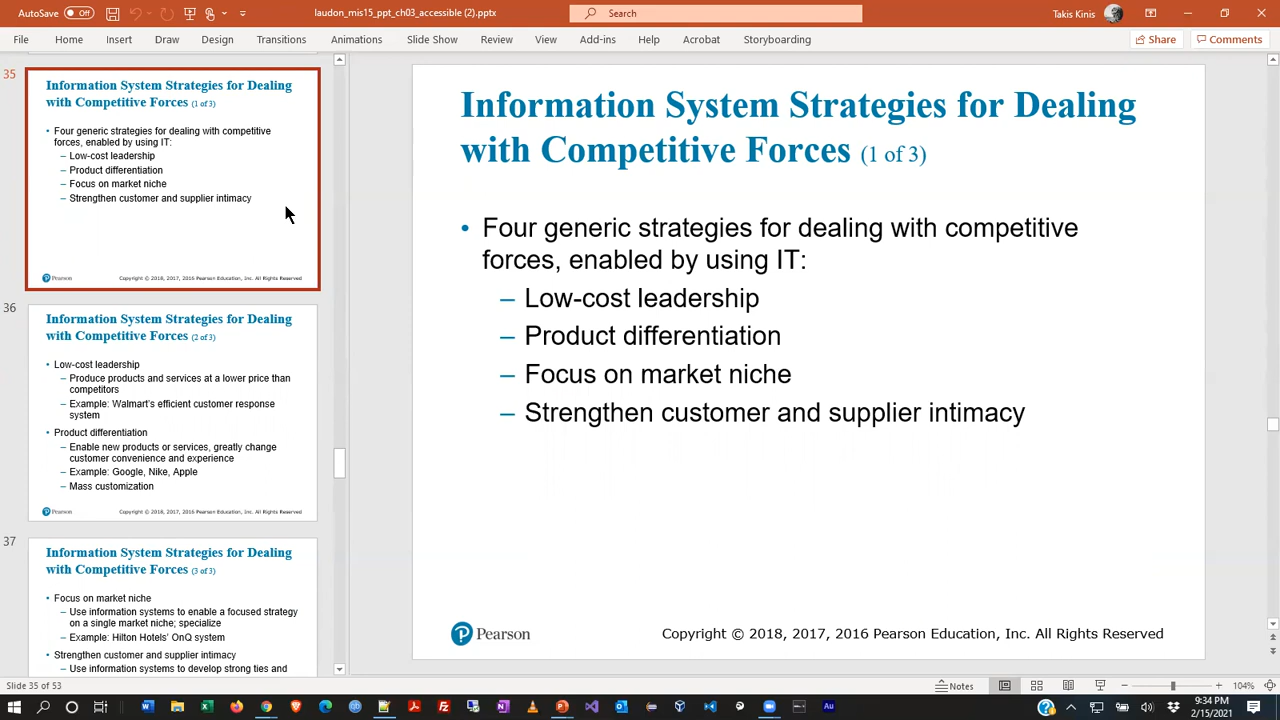 AutoSave Off
laudon_mis15_ppt_ch03_accessible (2).pptx
Search
Takis Kinis
File Home Insert Draw Design Transitions Animations Slide Show Review View Add-ins Help Acrobat Storyboarding Share Comments
35
Information System Strategies for Dealing
with Competitive Forces (1 of 3)
• Four generic strategies for dealing with competitive
forces, enabled by using IT:
– Low-cost leadership
– Product differentiation
– Focus on market niche
– Strengthen customer and supplier intimacy
Pearson
Copyright © 2018, 2017, 2016 Pearson Education, Inc. All Rights Reserved
36
Information System Strategies for Dealing
with Competitive Forces (2 of 3)
• Low-cost leadership
– Produce products and services at a lower price than
competitors
– Example: Walmart's efficient customer response
system
• Product differentiation
– Enable new products or services, greatly change
customer convenience and experience
– Example: Google, Nike, Apple
– Mass customization
Pearson
Copyright © 2018, 2017, 2016 Pearson Education, Inc. All Rights Reserved
37
Information System Strategies for Dealing
with Competitive Forces (3 of 3)
• Focus on market niche
– Use information systems to enable a focused strategy
on a single market niche; specialize
– Example: Hilton Hotels' OnQ system
• Strengthen customer and supplier intimacy
– Use information systems to develop strong ties and
Information System Strategies for Dealing
with Competitive Forces (1 of 3)
• Four generic strategies for dealing with competitive
forces, enabled by using IT:
– Low-cost leadership
– Product differentiation
– Focus on market niche
– Strengthen customer and supplier intimacy
Pearson
Copyright © 2018, 2017, 2016 Pearson Education, Inc. All Rights Reserved
Slide 35 of 53
Notes
104%
9:34 PM
2/15/2021